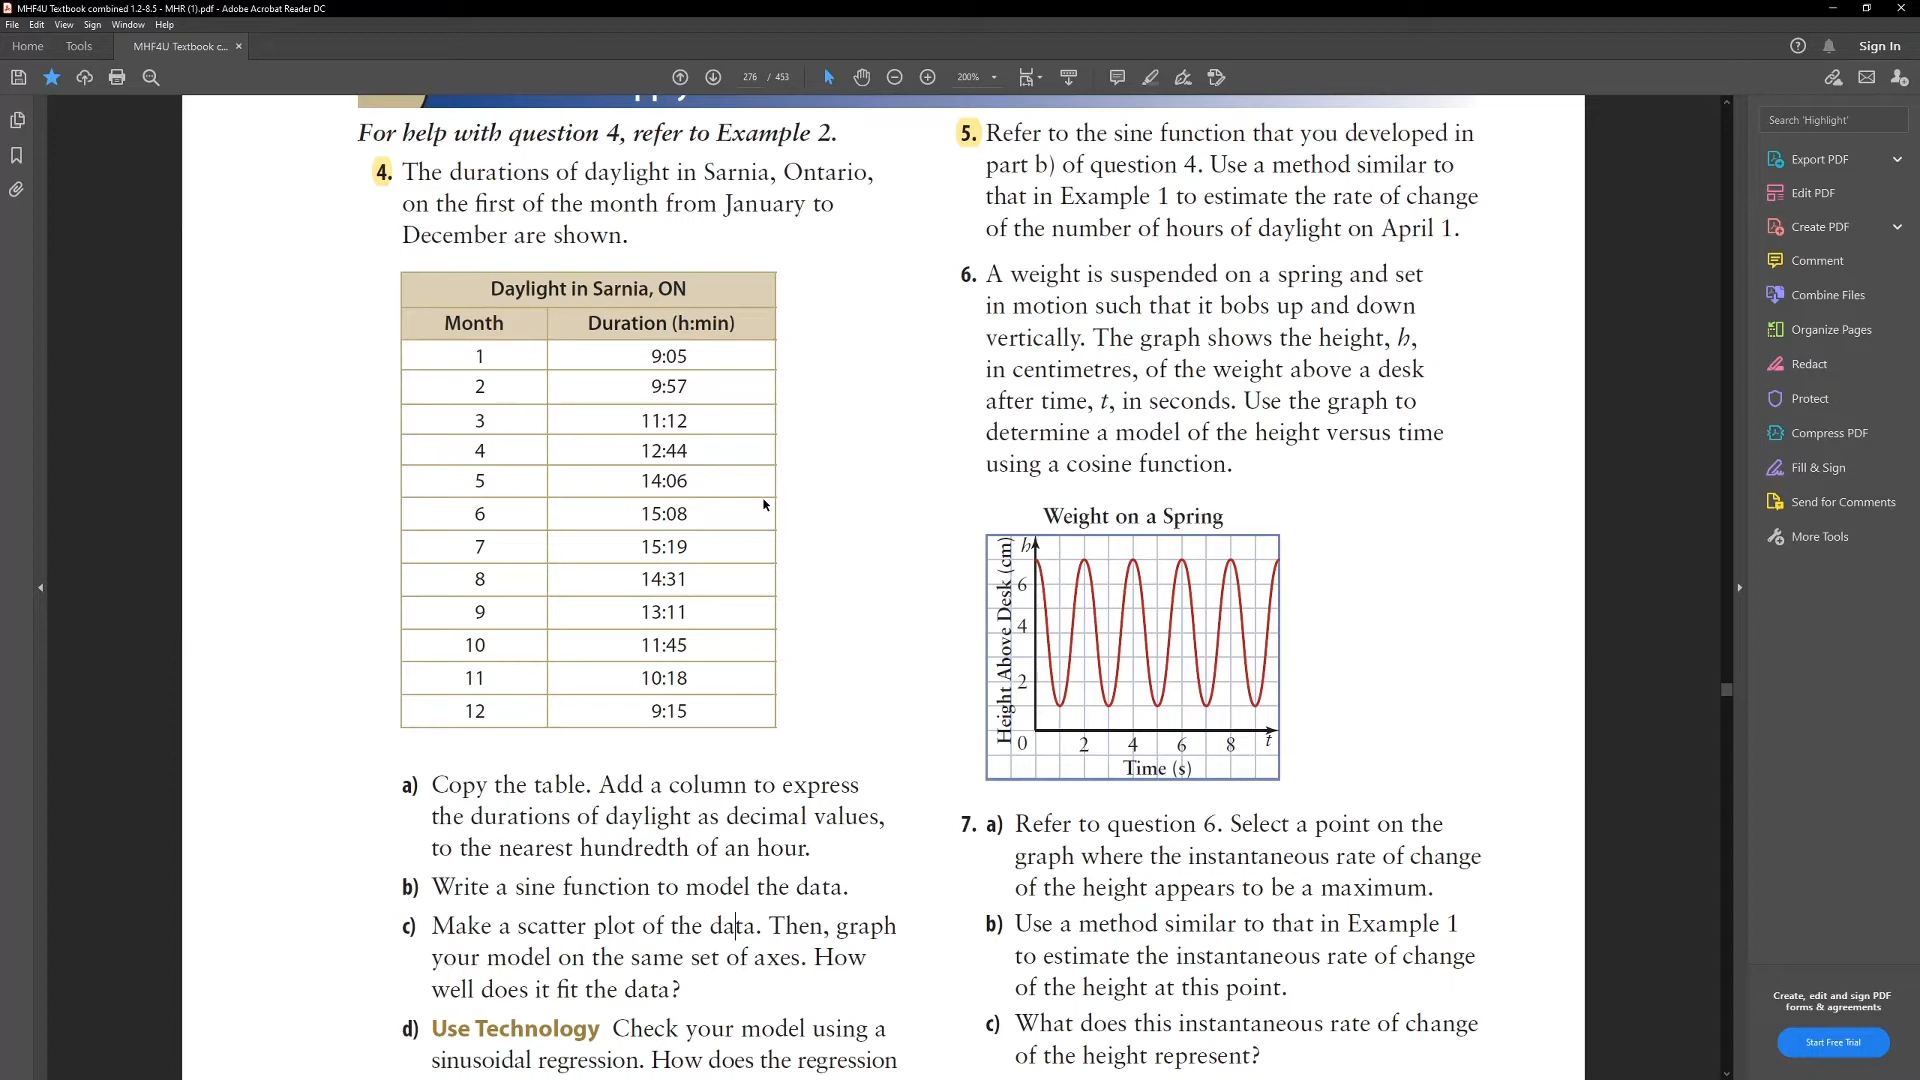 MHF4U Textbook combined 1.2-8.5 - MHR (1).pdf - Adobe Acrobat Reader DC
File Edit View Sign Window Help
Home Tools MHF4U Textbook c... × Sign In
276 / 453 200%
Search 'Highlight'
Export PDF
Edit PDF
Create PDF
Comment
Combine Files
Organize Pages
Redact
Protect
Compress PDF
Fill & Sign
Send for Comments
More Tools
Create, edit and sign PDF
forms & agreements
Start Free Trial
For help with question 4, refer to Example 2.
4. The durations of daylight in Sarnia, Ontario,
on the first of the month from January to
December are shown.
Daylight in Sarnia, ON
Month Duration (h:min)
1 9:05
2 9:57
3 11:12
4 12:44
5 14:06
6 15:08
7 15:19
8 14:31
9 13:11
10 11:45
11 10:18
12 9:15
a) Copy the table. Add a column to express
the durations of daylight as decimal values,
to the nearest hundredth of an hour.
b) Write a sine function to model the data.
c) Make a scatter plot of the data. Then, graph
your model on the same set of axes. How
well does it fit the data?
d) Use Technology Check your model using a
sinusoidal regression. How does the regression
5. Refer to the sine function that you developed in
part b) of question 4. Use a method similar to
that in Example 1 to estimate the rate of change
of the number of hours of daylight on April 1.
6. A weight is suspended on a spring and set
in motion such that it bobs up and down
vertically. The graph shows the height, h,
in centimetres, of the weight above a desk
after time, t, in seconds. Use the graph to
determine a model of the height versus time
using a cosine function.
Weight on a Spring
h
Height Above Desk (cm)
6
4
2
0 2 4 6 8 t
Time (s)
7. a) Refer to question 6. Select a point on the
graph where the instantaneous rate of change
of the height appears to be a maximum.
b) Use a method similar to that in Example 1
to estimate the instantaneous rate of change
of the height at this point.
c) What does this instantaneous rate of change
of the height represent?